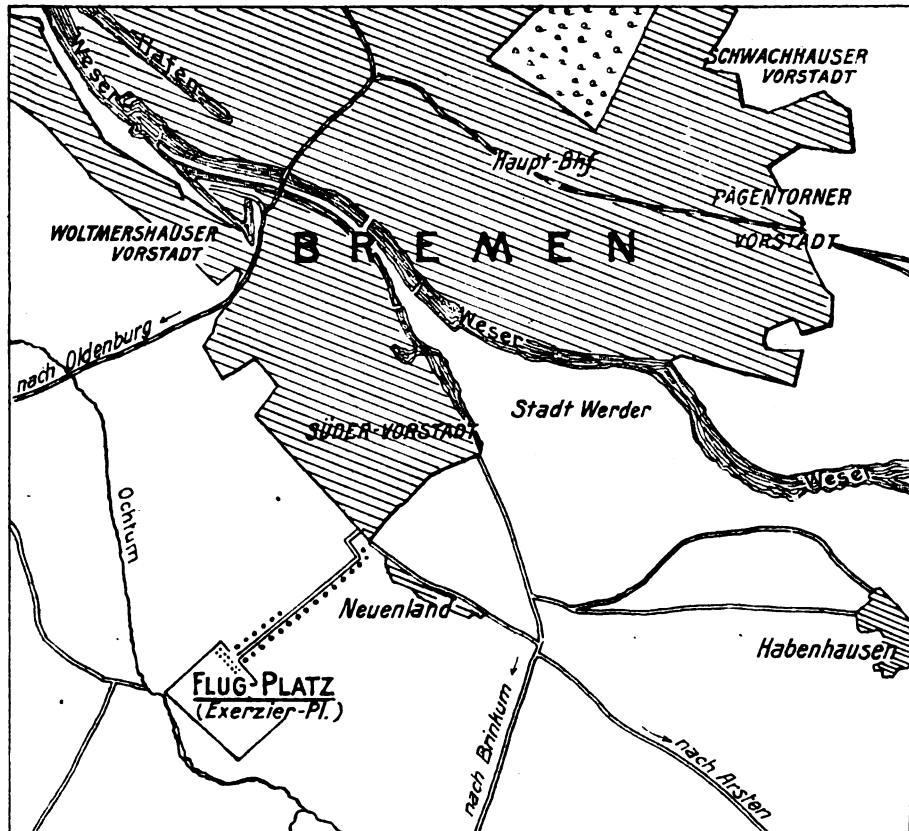 Weser
Hafen
SCHWACHHAUSER
VORSTADT
Haupt-Bhf.
PAGENTORNER
VORSTADT
WOLTMERSHAUSER
VORSTADT
BREMEN
nach Oldenburg
Weser
Stadt Werder
SÜDER-VORSTADT
Weser
Ochtum
Neuenland
Habenhausen
FLUG-PLATZ
(Exerzier-Pl.)
nach Brinkum
nach Arsten